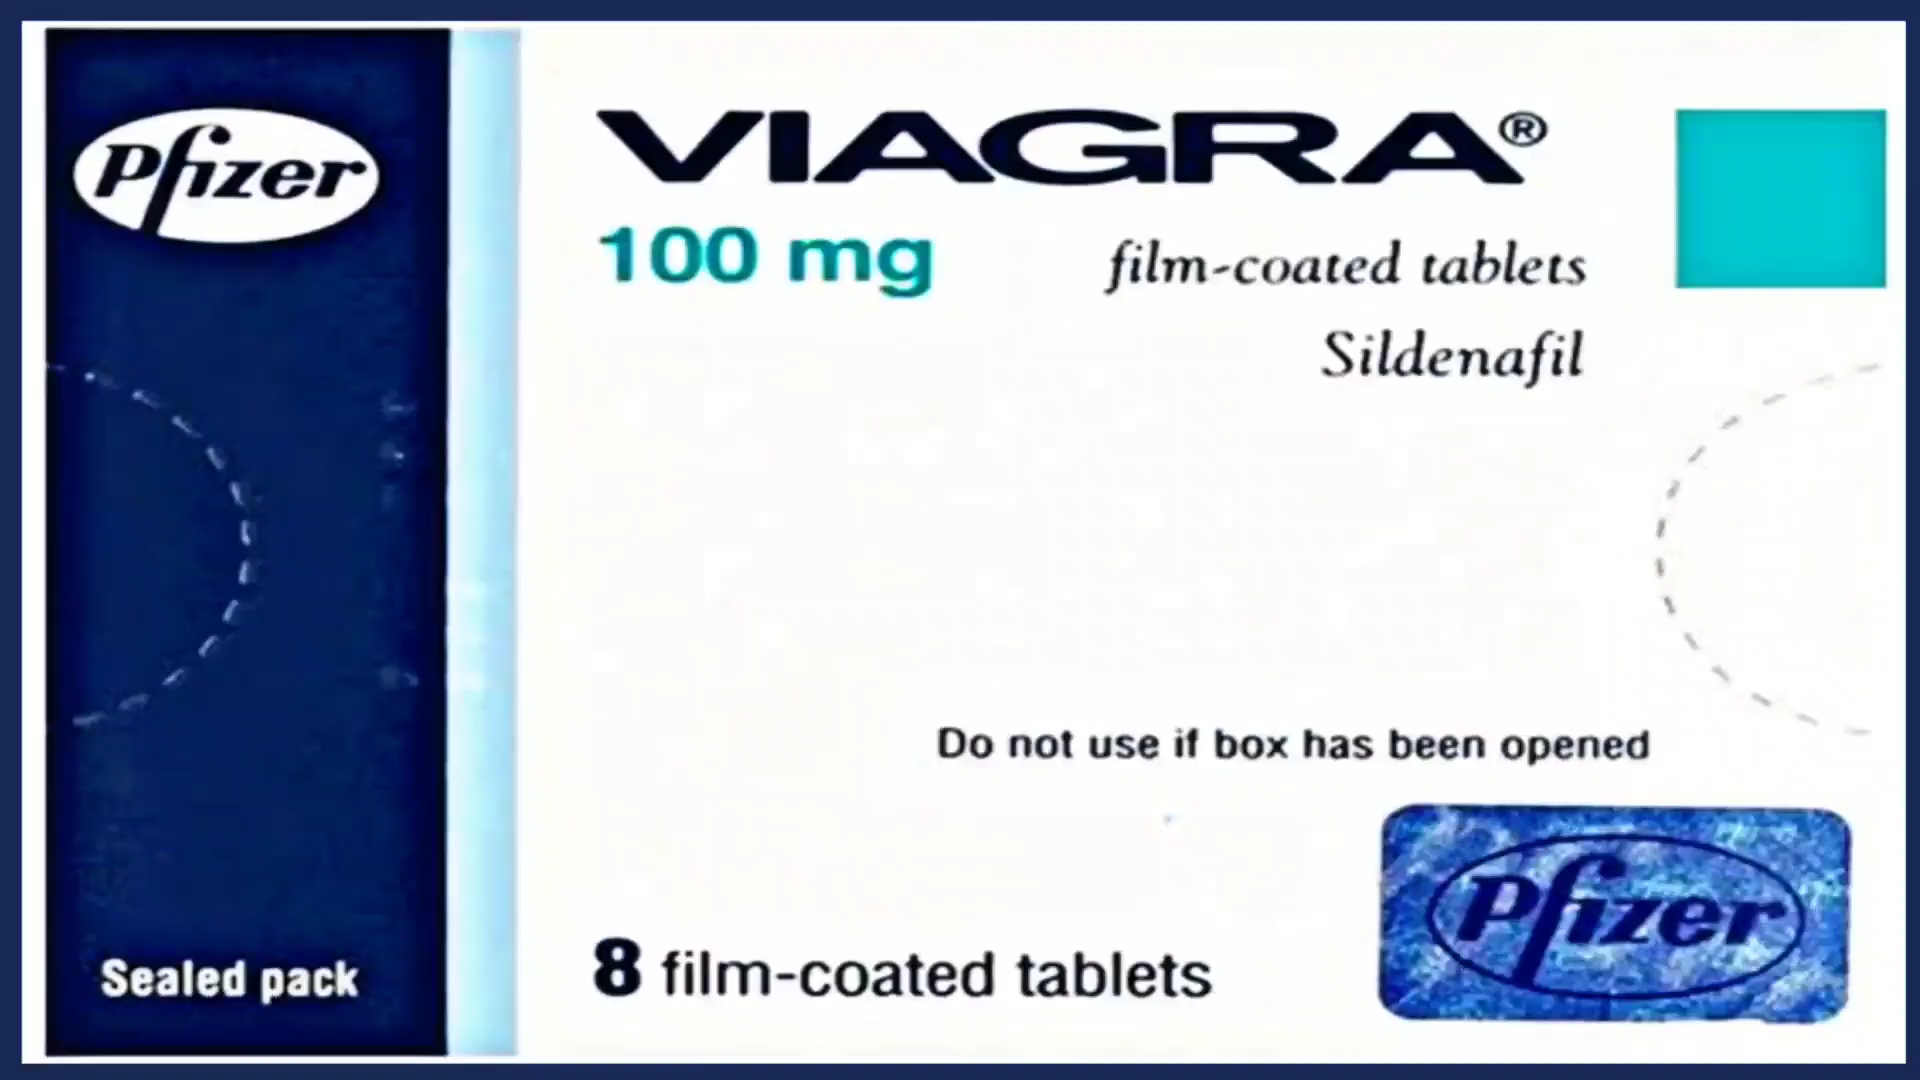 Pfizer
VIAGRA®
100 mg
film-coated tablets
Sildenafil
Do not use if box has been opened
Sealed pack
8 film-coated tablets
Pfizer